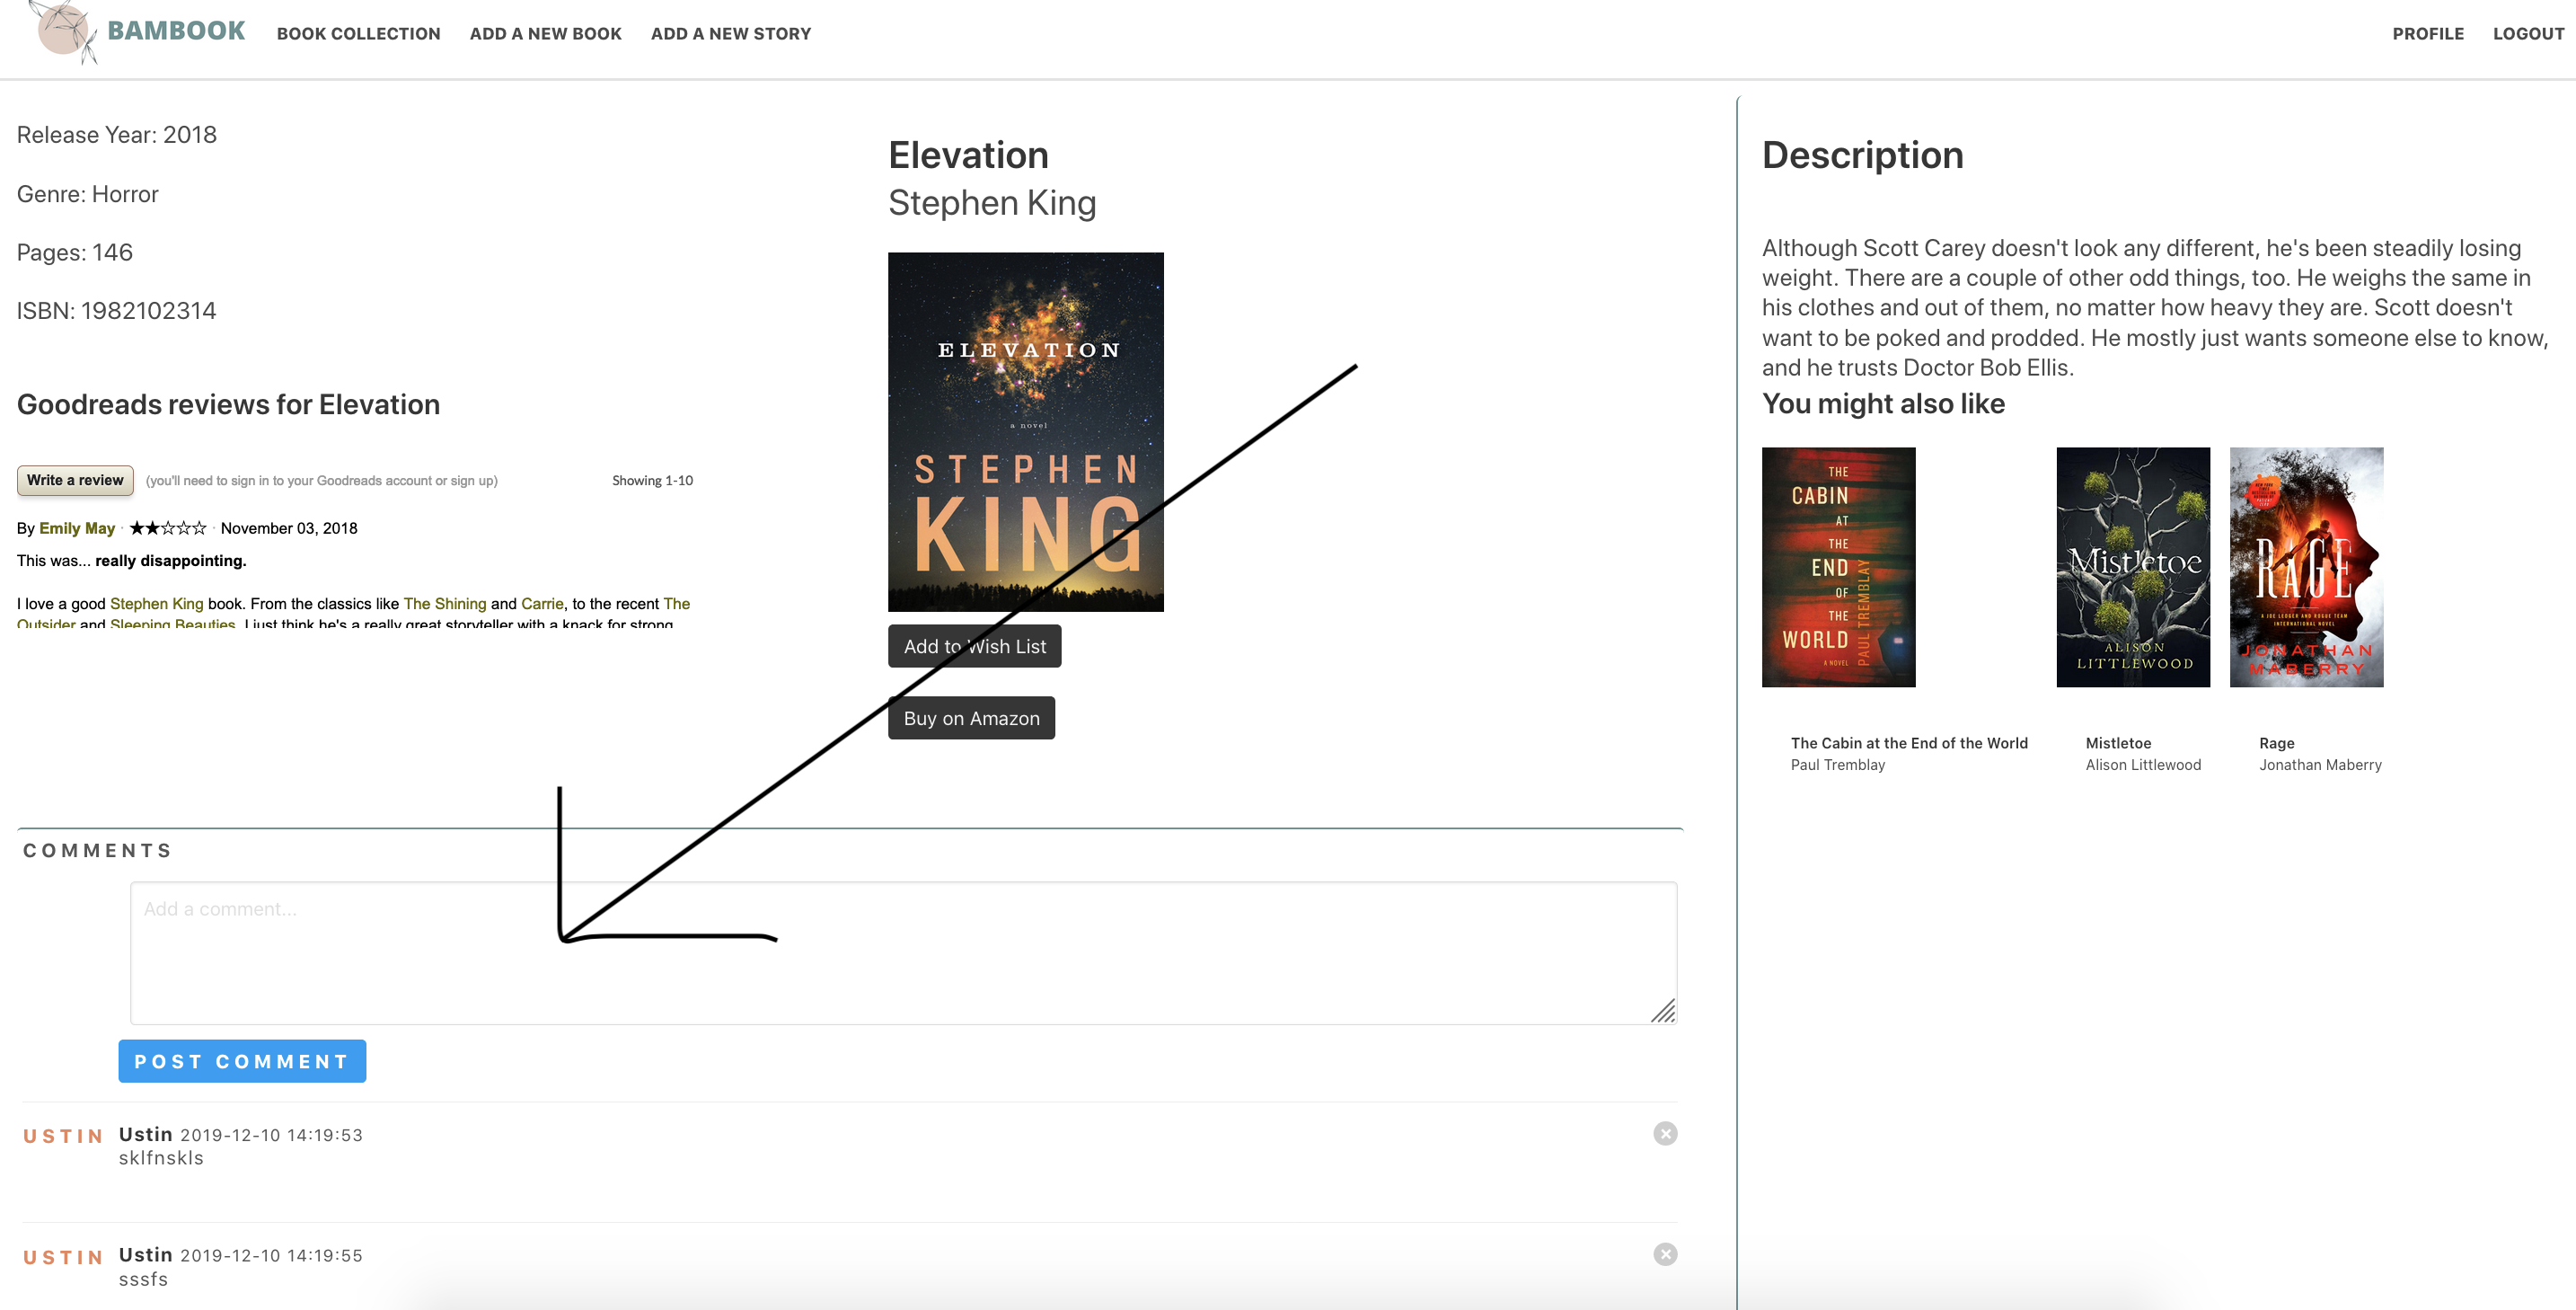 BAMBOOK BOOK COLLECTION ADD A NEW BOOK ADD A NEW STORY PROFILE LOGOUT
Release Year: 2018
Genre: Horror
Pages: 146
ISBN: 1982102314
Goodreads reviews for Elevation
Write a review (you'll need to sign in to your Goodreads account or sign up) Showing 1-10
By Emily May · ★★☆☆☆ · November 03, 2018
This was... really disappointing.
I love a good Stephen King book. From the classics like The Shining and Carrie, to the recent The
Outsider and Sleeping Beauties, I just think he's a really great storyteller with a knack for strong
Elevation
Stephen King
ELEVATION
a novel
STEPHEN
KING
Add to Wish List
Buy on Amazon
Description
Although Scott Carey doesn't look any different, he's been steadily losing
weight. There are a couple of other odd things, too. He weighs the same in
his clothes and out of them, no matter how heavy they are. Scott doesn't
want to be poked and prodded. He mostly just wants someone else to know,
and he trusts Doctor Bob Ellis.
You might also like
THE
CABIN
AT
THE
END
OF
THE
WORLD
A NOVEL
PAUL TREMBLAY
Mistletoe
ALISON
LITTLEWOOD
RAGE
A JOE LEDGER AND ROGUE TEAM
INTERNATIONAL NOVEL
JONATHAN
MABERRY
The Cabin at the End of the World
Paul Tremblay
Mistletoe
Alison Littlewood
Rage
Jonathan Maberry
COMMENTS
Add a comment...
POST COMMENT
USTIN Ustin 2019-12-10 14:19:53
sklfnskls
USTIN Ustin 2019-12-10 14:19:55
sssfs